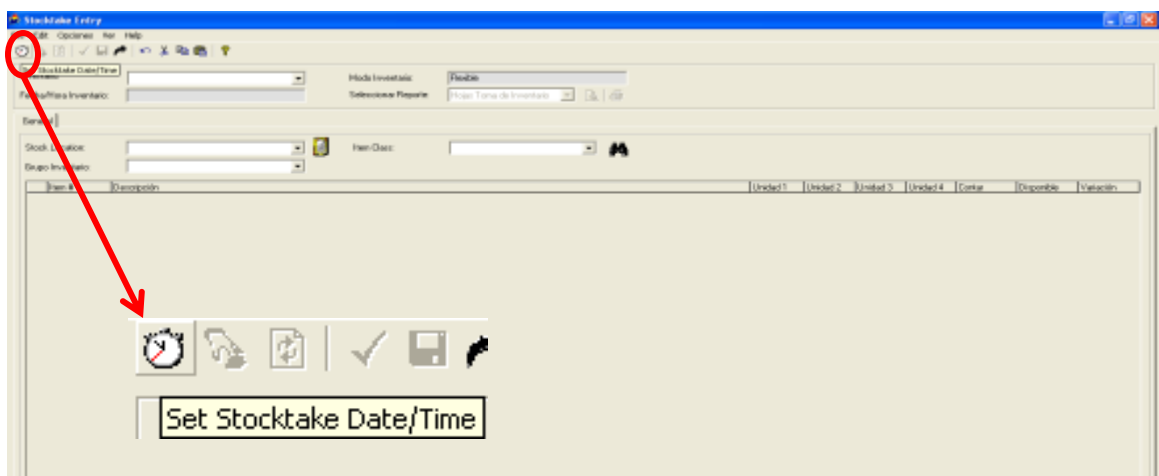 Stocktake Entry
Edit Opciones Ver Help
Set Stocktake Date/Time
Modo Inventario: Flexible
Fecha/Hora Inventario: Seleccionar Reporte: Hojas Toma de Inventario
General
Stock Location: Item Class:
Grupo Inventario:
Item # Descripción Unidad 1 Unidad 2 Unidad 3 Unidad 4 Contar Disponible Variación
Set Stocktake Date/Time